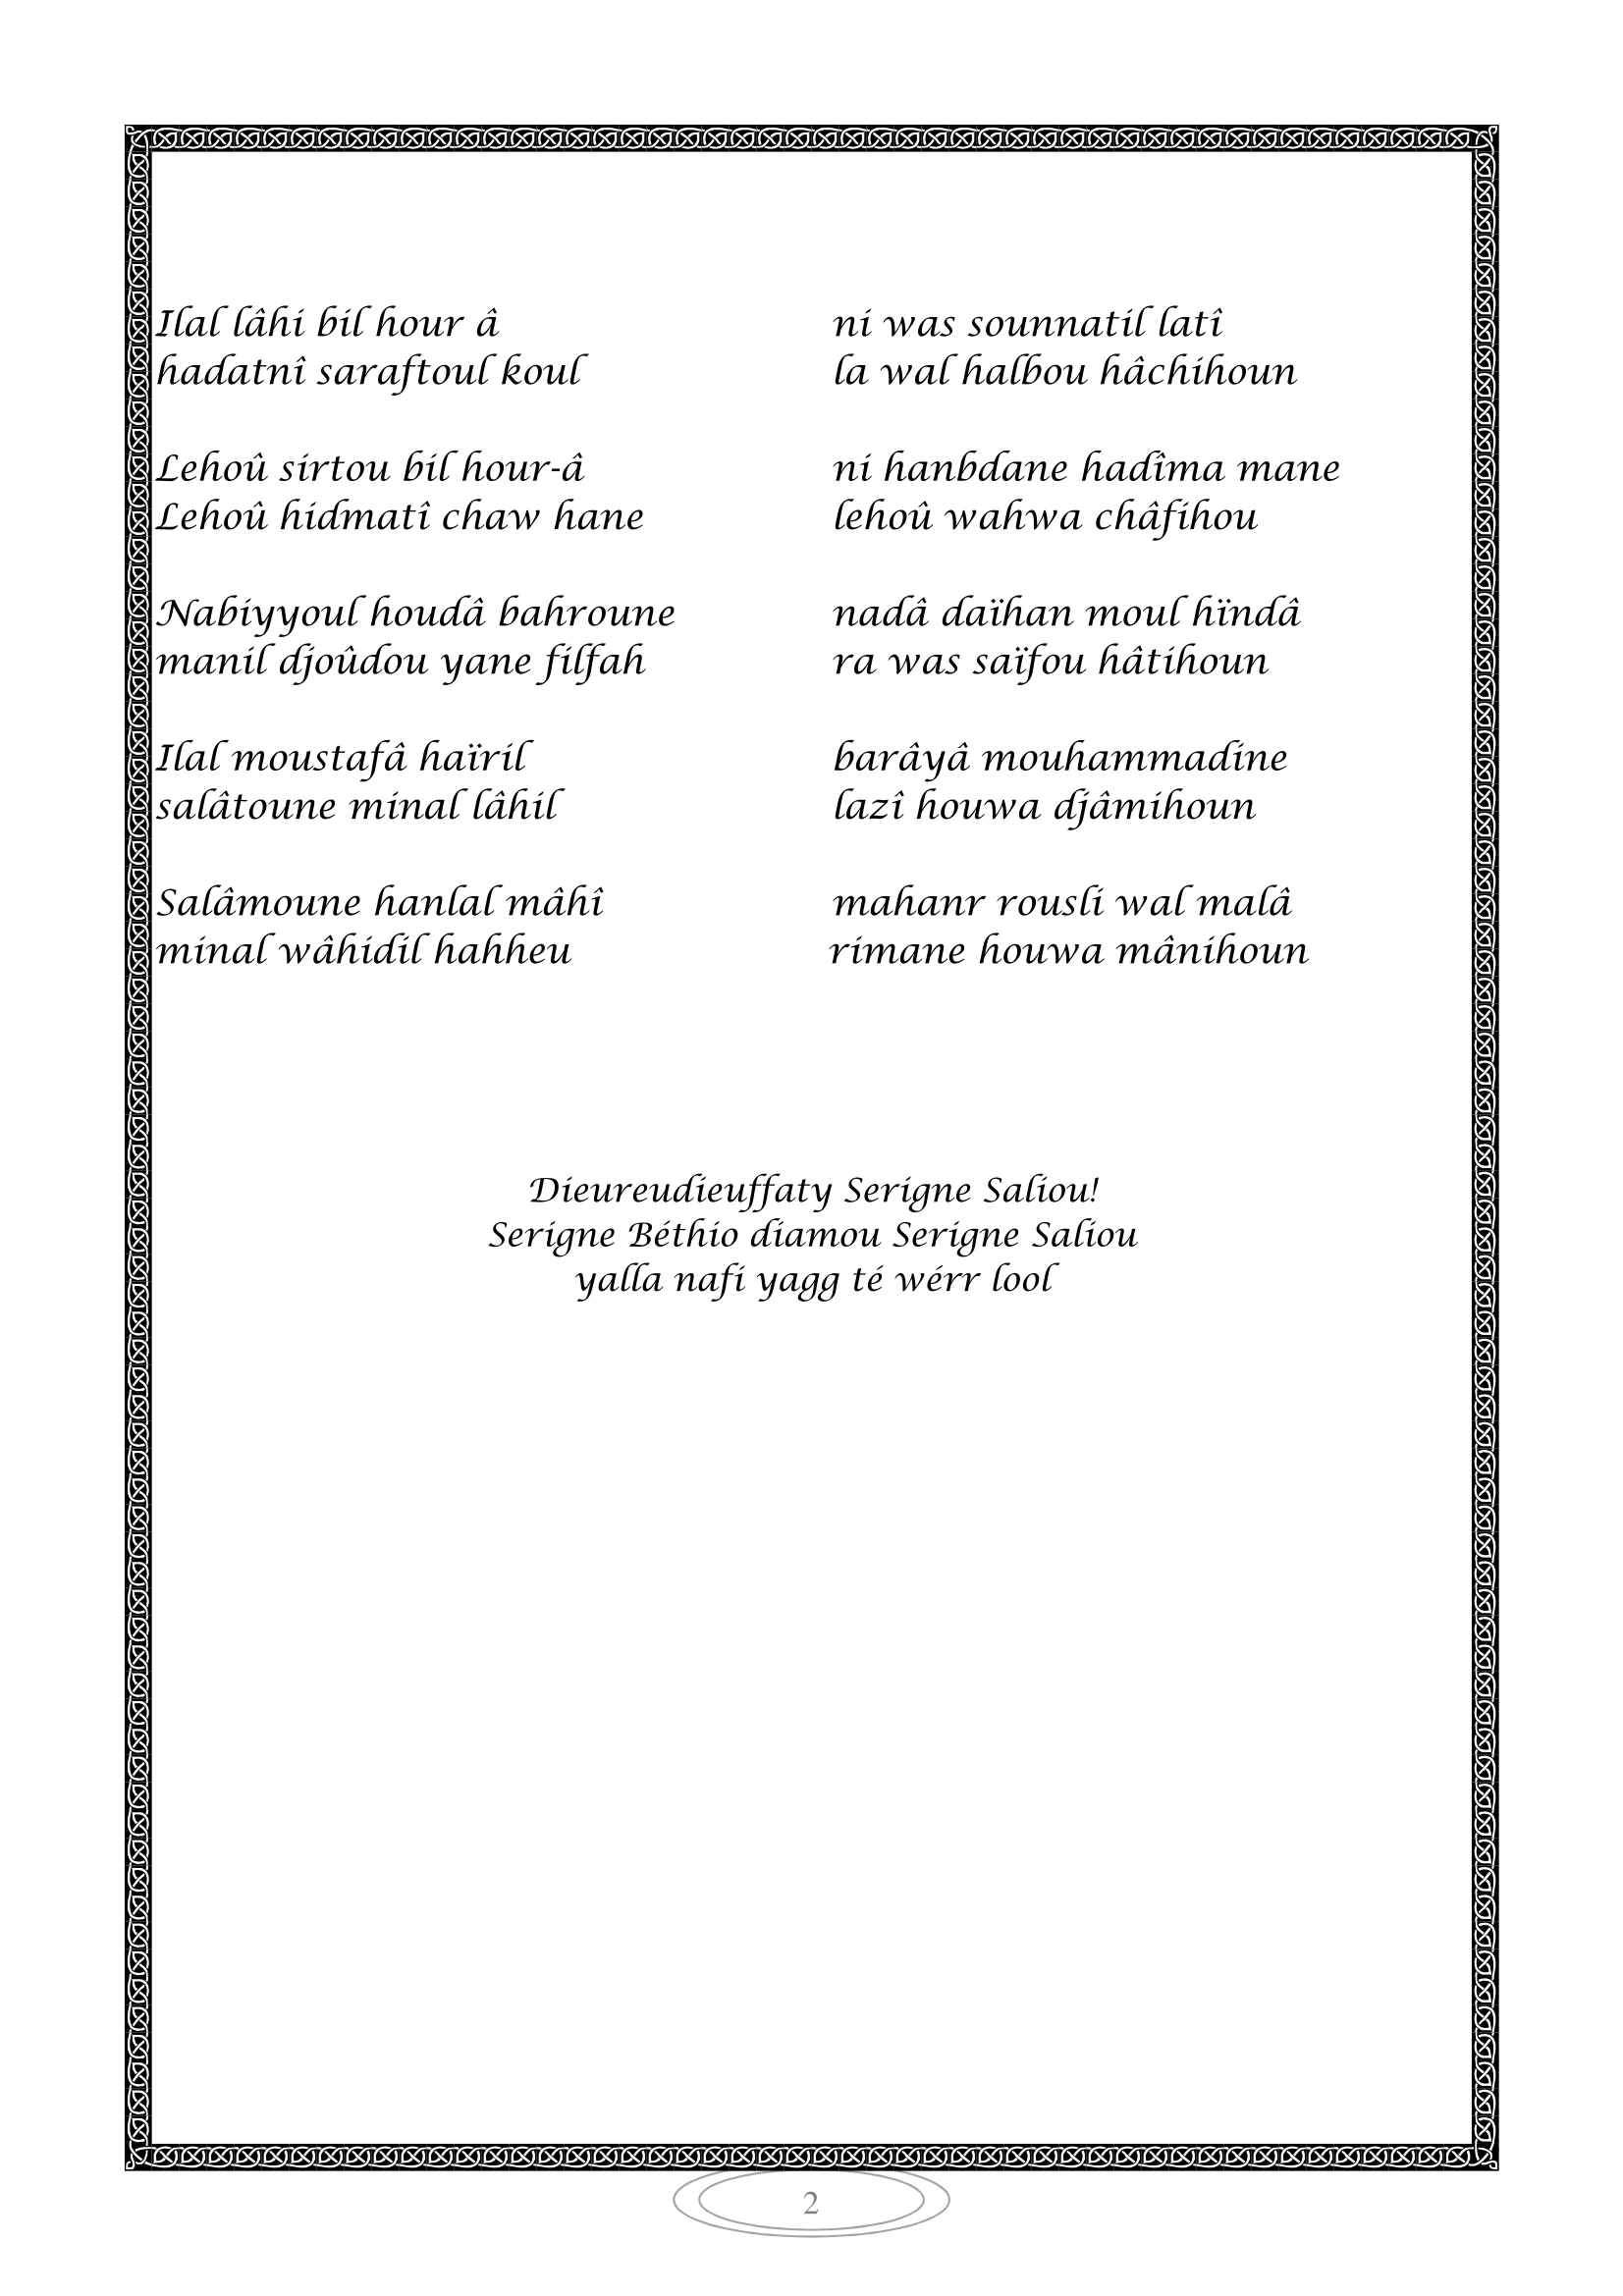 Ilal lâhi bil hour â ni was sounnatil latî
hadatnî saraftoul koul la wal halbou hâchihoun
Lehoû sirtou bil hour-â ni hanbdane hadîma mane
Lehoû hidmatî chaw hane lehoû wahwa châfihou
Nabiyyoul houdâ bahroune nadâ daïhan moul hïndâ
manil djoûdou yane filfah ra was saïfou hâtihoun
Ilal moustafâ haïril barâyâ mouhammadine
salâtoune minal lâhil lazî houwa djâmihoun
Salâmoune hanlal mâhî mahanr rousli wal malâ
minal wâhidil hahheu rimane houwa mânihoun
Dieureudieuffaty Serigne Saliou!
Serigne Béthio diamou Serigne Saliou
yalla nafi yagg té wérr lool
2